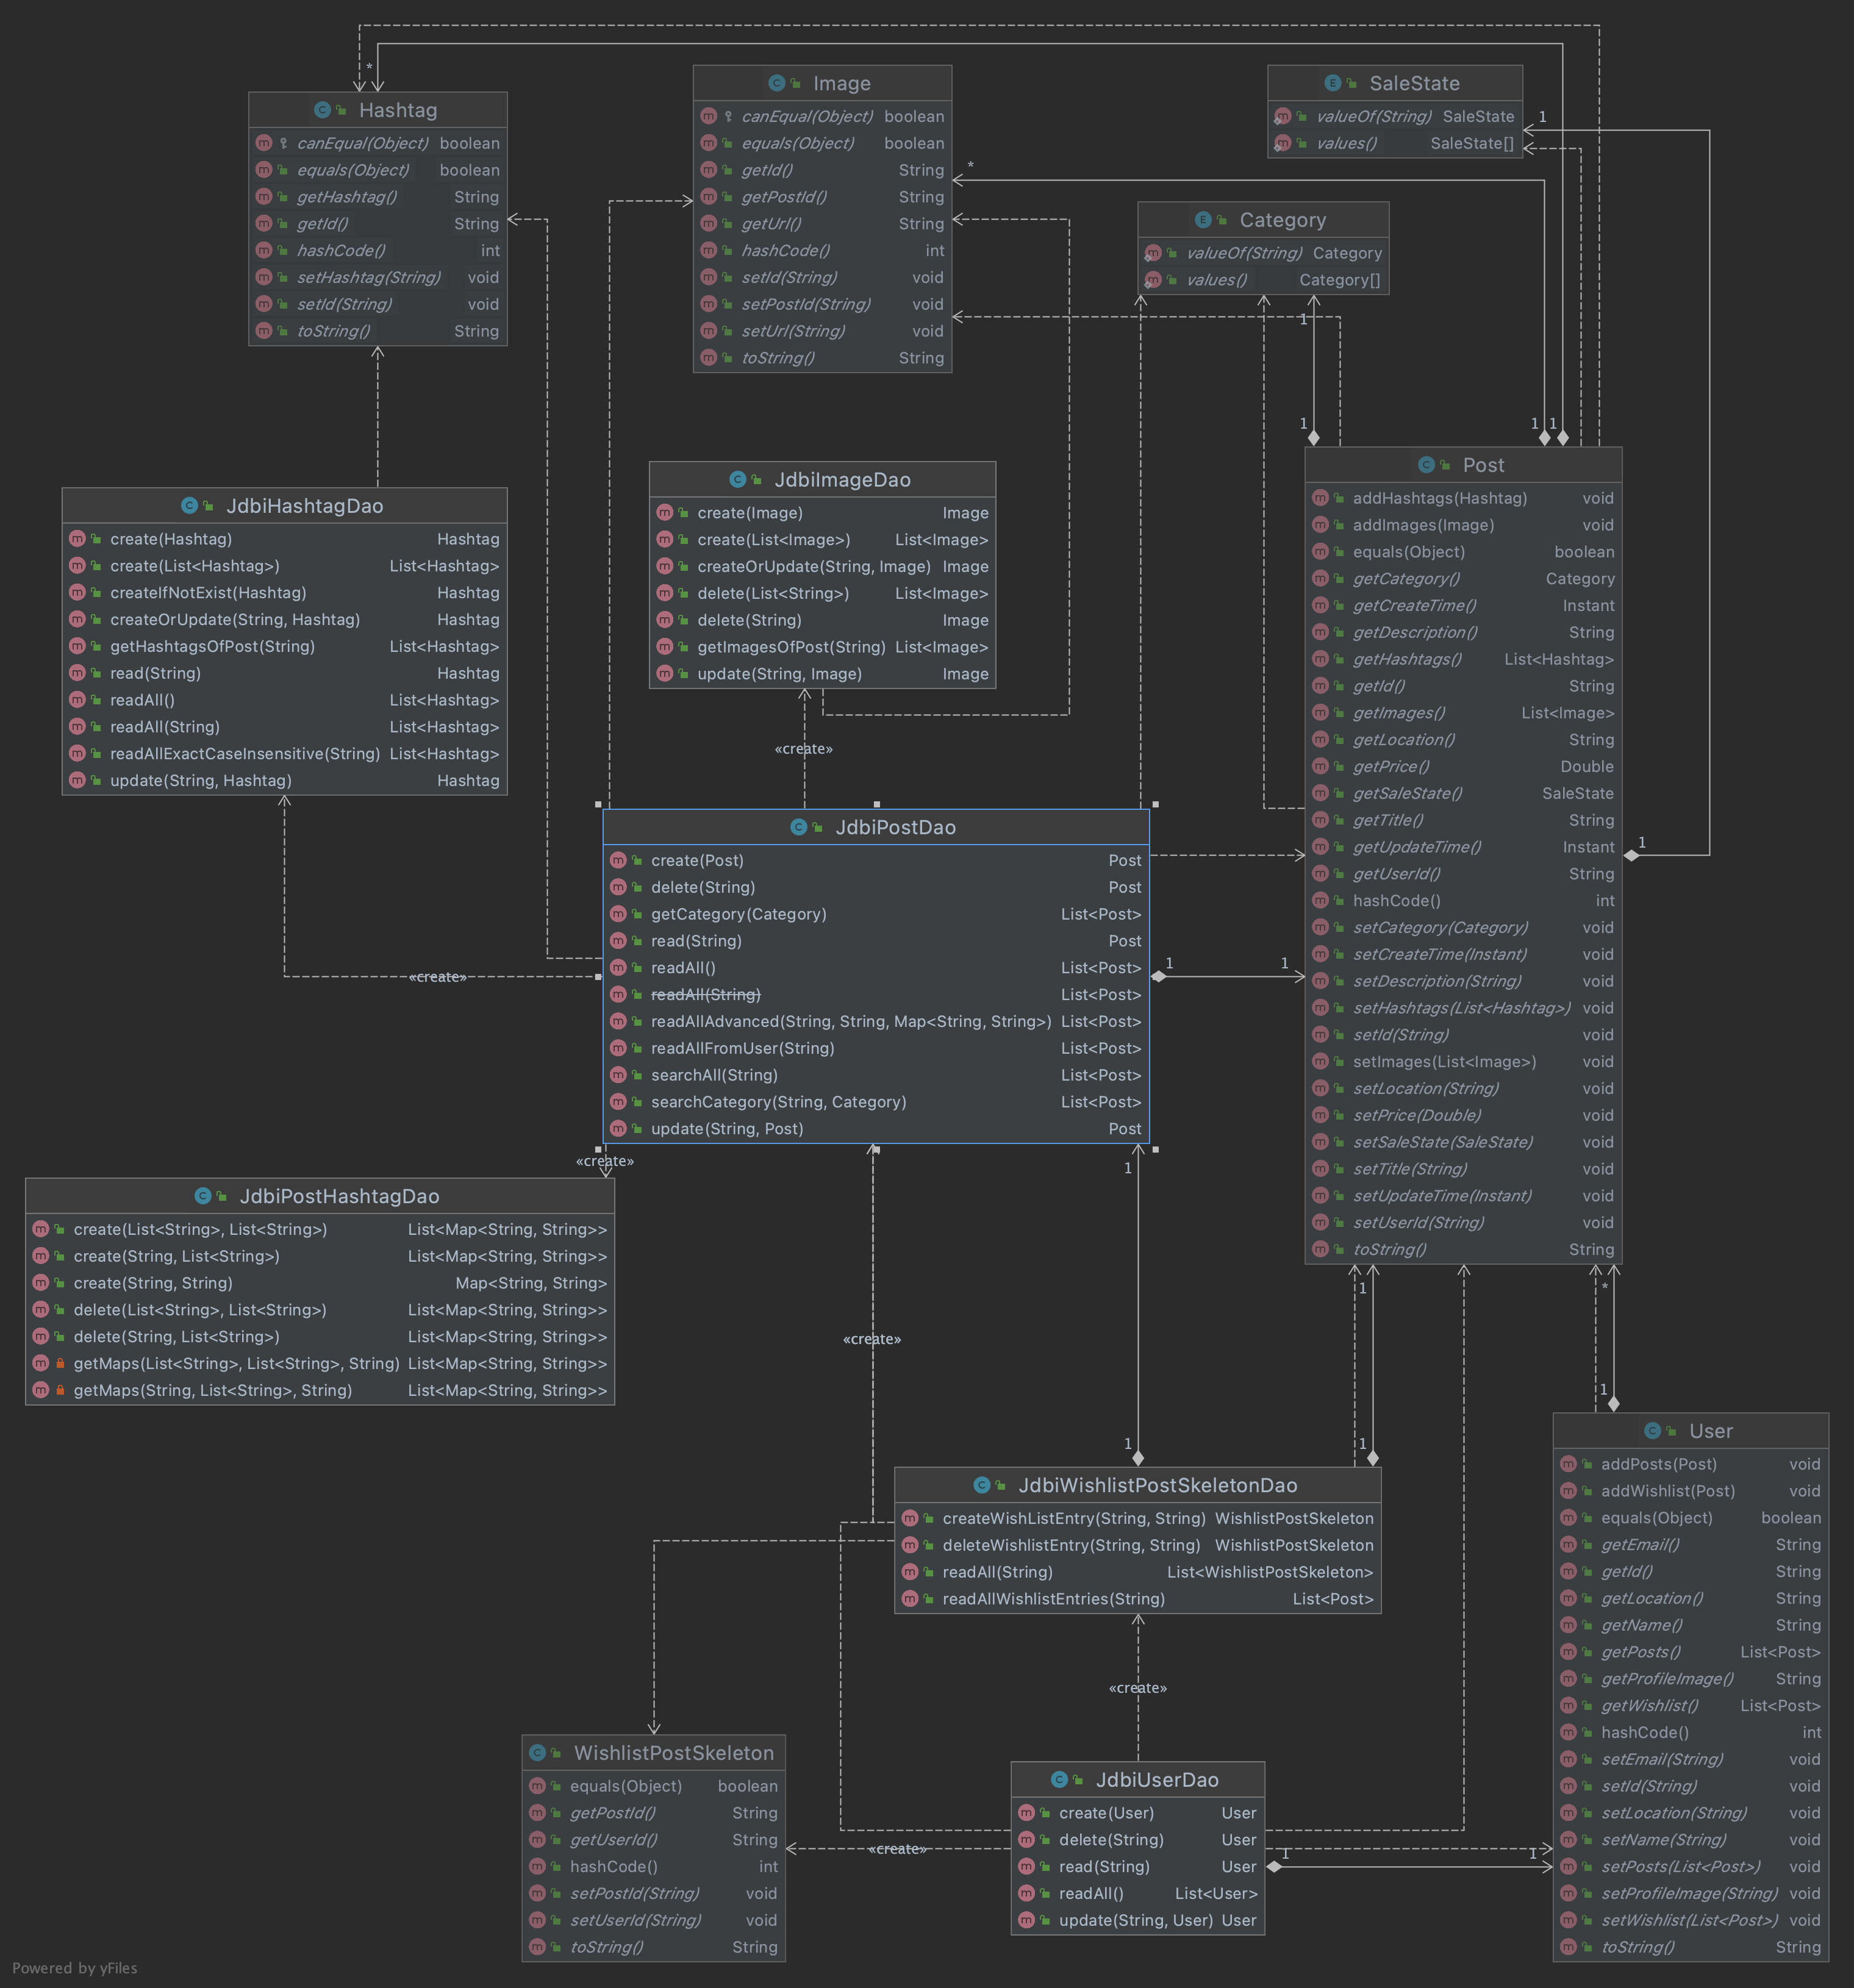 *
Hashtag
canEqual(Object) boolean
equals(Object) boolean
getHashtag() String
getId() String
hashCode() int
setHashtag(String) void
setId(String) void
toString() String
Image
canEqual(Object) boolean
equals(Object) boolean
getId() String
getPostId() String
getUrl() String
hashCode() int
setId(String) void
setPostId(String) void
setUrl(String) void
toString() String
*
SaleState
valueOf(String) SaleState
values() SaleState[]
1
Category
valueOf(String) Category
values() Category[]
1
1
1 1
JdbiHashtagDao
create(Hashtag) Hashtag
create(List<Hashtag>) List<Hashtag>
createIfNotExist(Hashtag) Hashtag
createOrUpdate(String, Hashtag) Hashtag
getHashtagsOfPost(String) List<Hashtag>
read(String) Hashtag
readAll() List<Hashtag>
readAll(String) List<Hashtag>
readAllExactCaseInsensitive(String) List<Hashtag>
update(String, Hashtag) Hashtag
JdbiImageDao
create(Image) Image
create(List<Image>) List<Image>
createOrUpdate(String, Image) Image
delete(List<String>) List<Image>
delete(String) Image
getImagesOfPost(String) List<Image>
update(String, Image) Image
«create»
Post
addHashtags(Hashtag) void
addImages(Image) void
equals(Object) boolean
getCategory() Category
getCreateTime() Instant
getDescription() String
getHashtags() List<Hashtag>
getId() String
getImages() List<Image>
getLocation() String
getPrice() Double
getSaleState() SaleState
getTitle() String
getUpdateTime() Instant
getUserId() String
hashCode() int
setCategory(Category) void
setCreateTime(Instant) void
setDescription(String) void
setHashtags(List<Hashtag>) void
setId(String) void
setImages(List<Image>) void
setLocation(String) void
setPrice(Double) void
setSaleState(SaleState) void
setTitle(String) void
setUpdateTime(Instant) void
setUserId(String) void
toString() String
1
JdbiPostDao
create(Post) Post
delete(String) Post
getCategory(Category) List<Post>
read(String) Post
readAll() List<Post>
readAll(String) List<Post>
readAllAdvanced(String, String, Map<String, String>) List<Post>
readAllFromUser(String) List<Post>
searchAll(String) List<Post>
searchCategory(String, Category) List<Post>
update(String, Post) Post
1 1
«create»
«create»
JdbiPostHashtagDao
create(List<String>, List<String>) List<Map<String, String>>
create(String, List<String>) List<Map<String, String>>
create(String, String) Map<String, String>
delete(List<String>, List<String>) List<Map<String, String>>
delete(String, List<String>) List<Map<String, String>>
getMaps(List<String>, List<String>, String) List<Map<String, String>>
getMaps(String, List<String>, String) List<Map<String, String>>
1
1 *
«create»
1
1 1
JdbiWishlistPostSkeletonDao
createWishListEntry(String, String) WishlistPostSkeleton
deleteWishlistEntry(String, String) WishlistPostSkeleton
readAll(String) List<WishlistPostSkeleton>
readAllWishlistEntries(String) List<Post>
«create»
User
addPosts(Post) void
addWishlist(Post) void
equals(Object) boolean
getEmail() String
getId() String
getLocation() String
getName() String
getPosts() List<Post>
getProfileImage() String
getWishlist() List<Post>
hashCode() int
setEmail(String) void
setId(String) void
setLocation(String) void
setName(String) void
setPosts(List<Post>) void
setProfileImage(String) void
setWishlist(List<Post>) void
toString() String
WishlistPostSkeleton
equals(Object) boolean
getPostId() String
getUserId() String
hashCode() int
setPostId(String) void
setUserId(String) void
toString() String
«create»
JdbiUserDao
create(User) User
delete(String) User
read(String) User
readAll() List<User>
update(String, User) User
1 1
Powered by yFiles